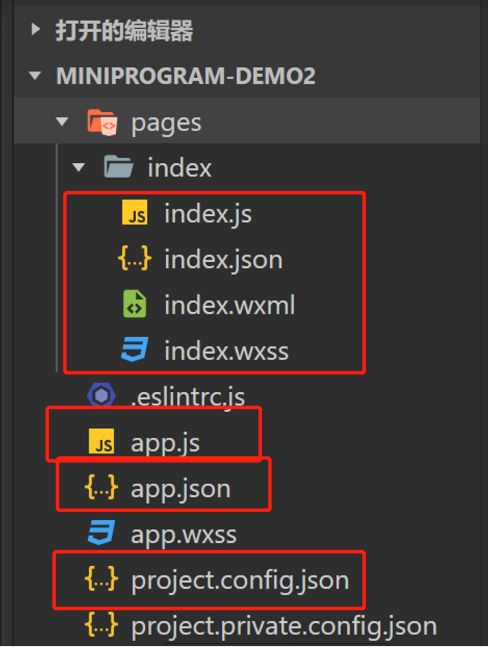 打开的编辑器
MINIPROGRAM-DEMO2
pages
index
JS index.js
{...} index.json
index.wxml
index.wxss
.eslintrc.js
JS app.js
{...} app.json
app.wxss
{...} project.config.json
{...} project.private.config.json